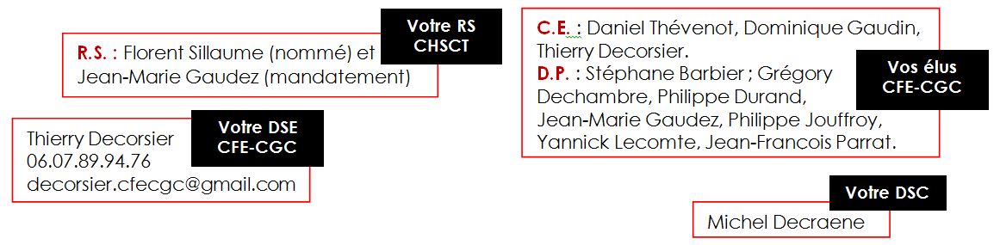 Votre RS
CHSCT
R.S. : Florent Sillaume (nommé) et
Jean-Marie Gaudez (mandatement)
C.E. : Daniel Thévenot, Dominique Gaudin,
Thierry Decorsier.
D.P. : Stéphane Barbier ; Grégory
Dechambre, Philippe Durand,
Jean-Marie Gaudez, Philippe Jouffroy,
Yannick Lecomte, Jean-François Parrat.
Vos élus
CFE-CGC
Votre DSE
CFE-CGC
Thierry Decorsier
06.07.89.94.76
decorsier.cfecgc@gmail.com
Votre DSC
Michel Decraene